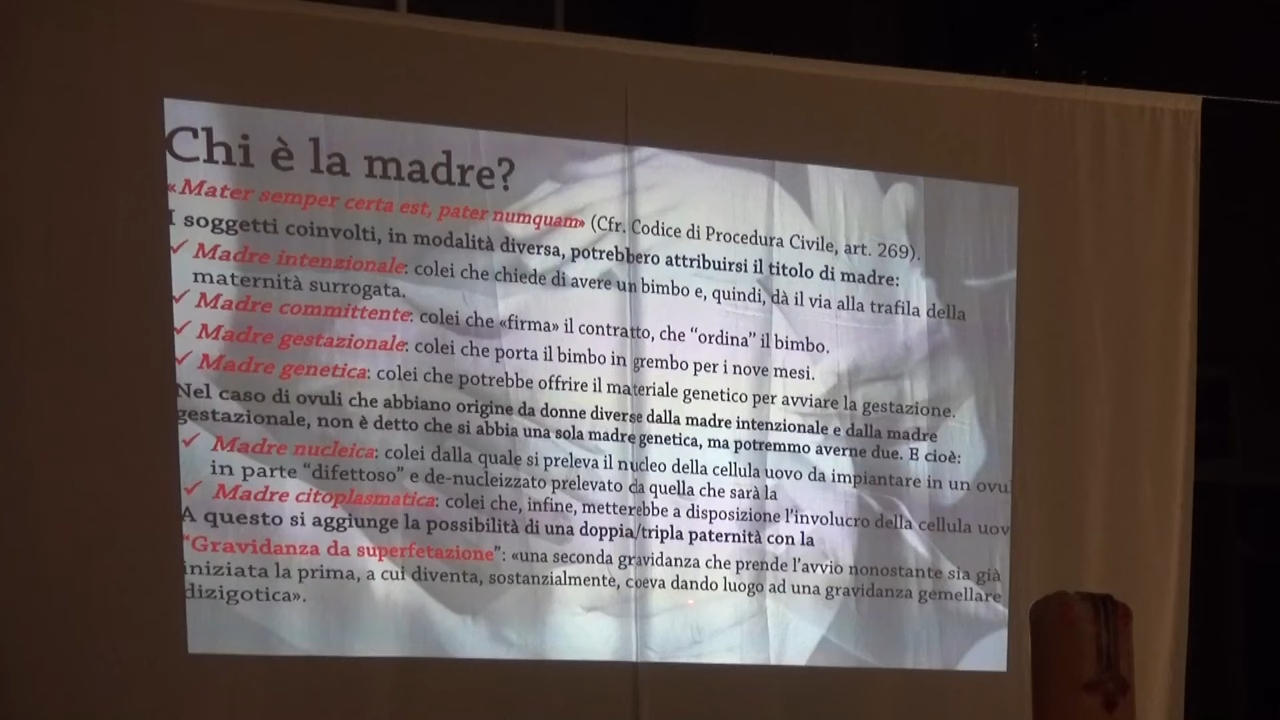 Chi è la madre?
«Mater semper certa est, pater numquam» (Cfr. Codice di Procedura Civile, art. 269).
I soggetti coinvolti, in modalità diversa, potrebbero attribuirsi il titolo di madre:
✓ Madre intenzionale: colei che chiede di avere un bimbo e, quindi, dà il via alla trafila della
maternità surrogata.
✓ Madre committente: colei che «firma» il contratto, che “ordina” il bimbo.
✓ Madre gestazionale: colei che porta il bimbo in grembo per i nove mesi.
✓ Madre genetica: colei che potrebbe offrire il materiale genetico per avviare la gestazione.
Nel caso di ovuli che abbiano origine da donne diverse dalla madre intenzionale e dalla madre
gestazionale, non è detto che si abbia una sola madre genetica, ma potremmo averne due. E cioè:
✓ Madre nucleica: colei dalla quale si preleva il nucleo della cellula uovo da impiantare in un ovul
in parte “difettoso” e de-nucleizzato prelevato da quella che sarà la
✓ Madre citoplasmatica: colei che, infine, metterebbe a disposizione l’involucro della cellula uov
A questo si aggiunge la possibilità di una doppia/tripla paternità con la
“Gravidanza da superfetazione”: «una seconda gravidanza che prende l’avvio nonostante sia già
iniziata la prima, a cui diventa, sostanzialmente, coeva dando luogo ad una gravidanza gemellare
dizigotica».